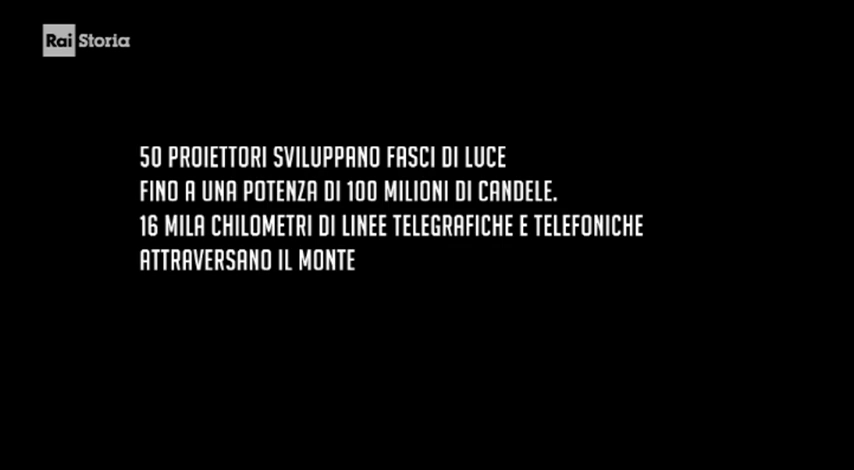 Rai Storia
50 PROIETTORI SVILUPPANO FASCI DI LUCE
FINO A UNA POTENZA DI 100 MILIONI DI CANDELE.
16 MILA CHILOMETRI DI LINEE TELEGRAFICHE E TELEFONICHE
ATTRAVERSANO IL MONTE